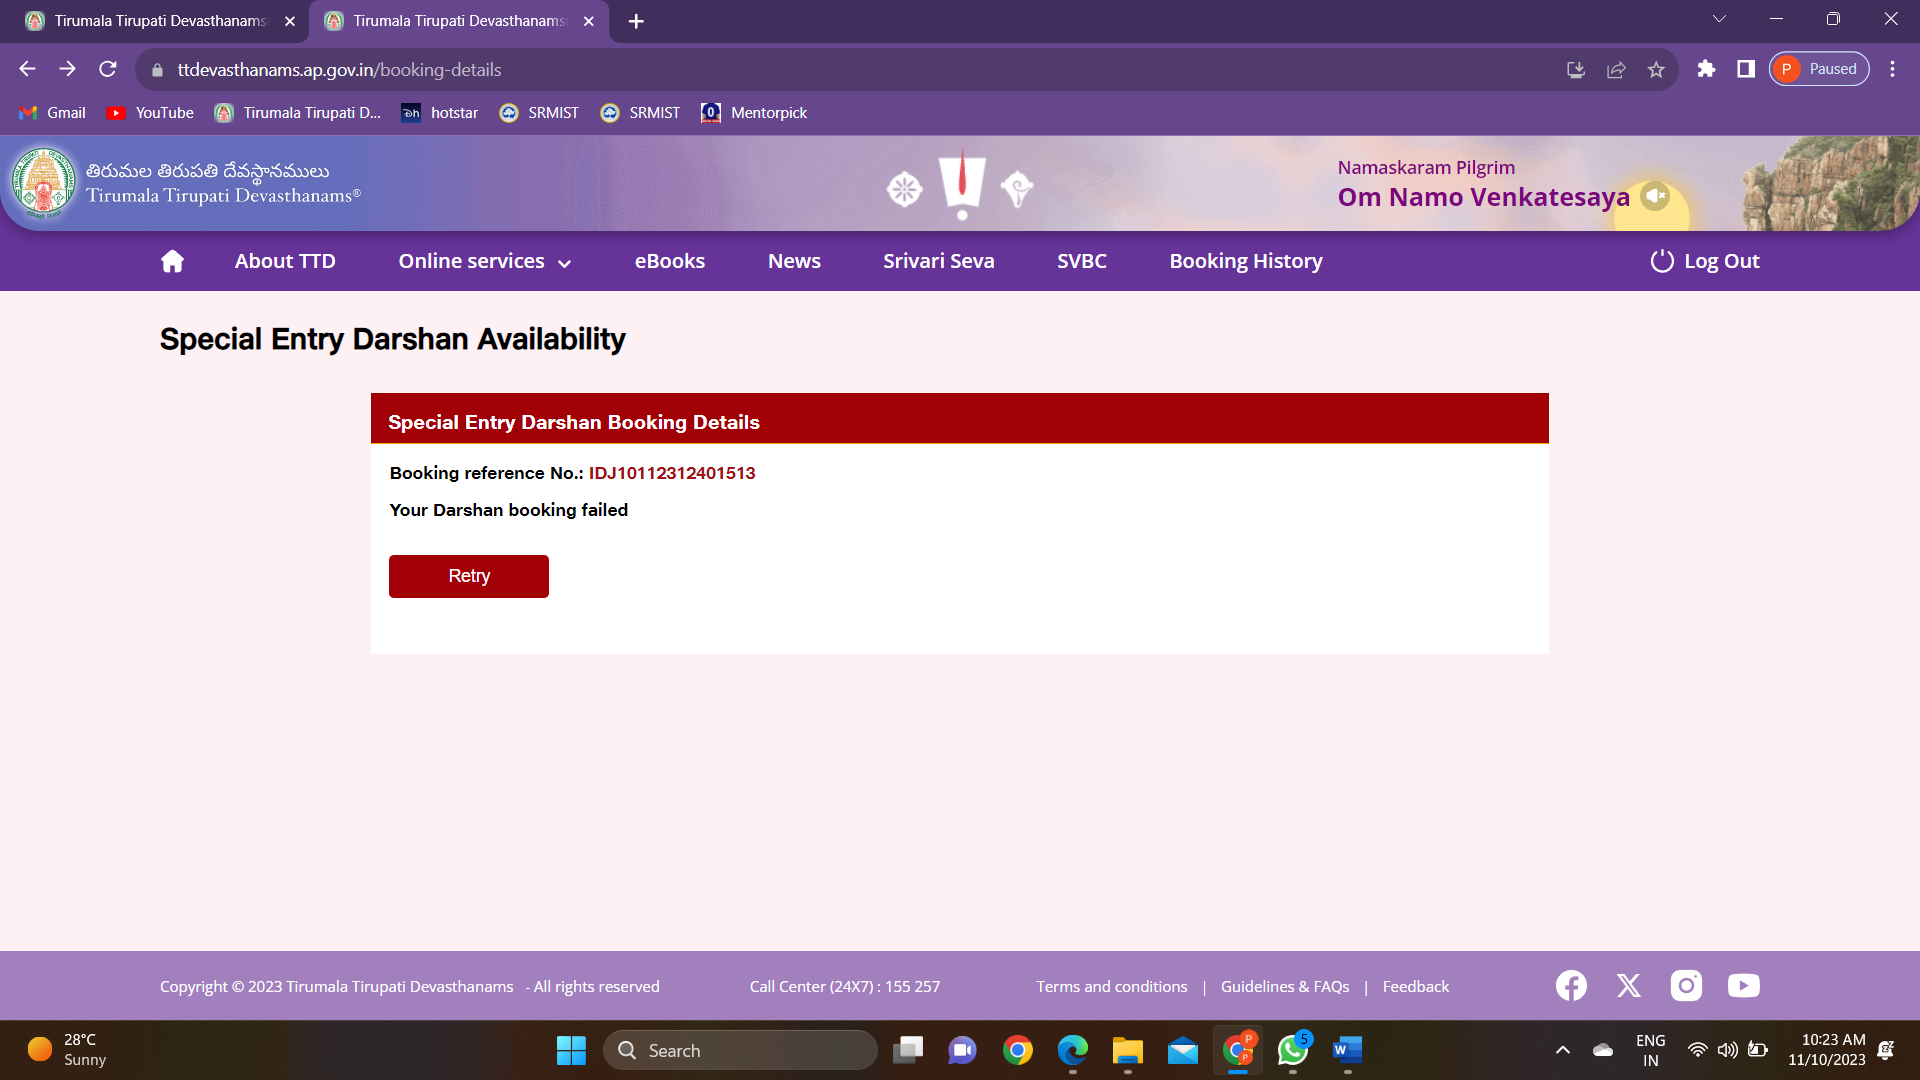 Tirumala Tirupati Devasthanams
Tirumala Tirupati Devasthanams
ttdevasthanams.ap.gov.in/booking-details
P Paused
Gmail YouTube Tirumala Tirupati D... hotstar SRMIST SRMIST Mentorpick
తిరుమల తిరుపతి దేవస్థానములు
Tirumala Tirupati Devasthanams®
Namaskaram Pilgrim
Om Namo Venkatesaya
About TTD Online services eBooks News Srivari Seva SVBC Booking History Log Out
Special Entry Darshan Availability
Special Entry Darshan Booking Details
Booking reference No.: IDJ10112312401513
Your Darshan booking failed
Retry
Copyright © 2023 Tirumala Tirupati Devasthanams - All rights reserved Call Center (24X7) : 155 257 Terms and conditions | Guidelines & FAQs | Feedback
28°C
Sunny
Search
5
ENG
IN
10:23 AM
11/10/2023